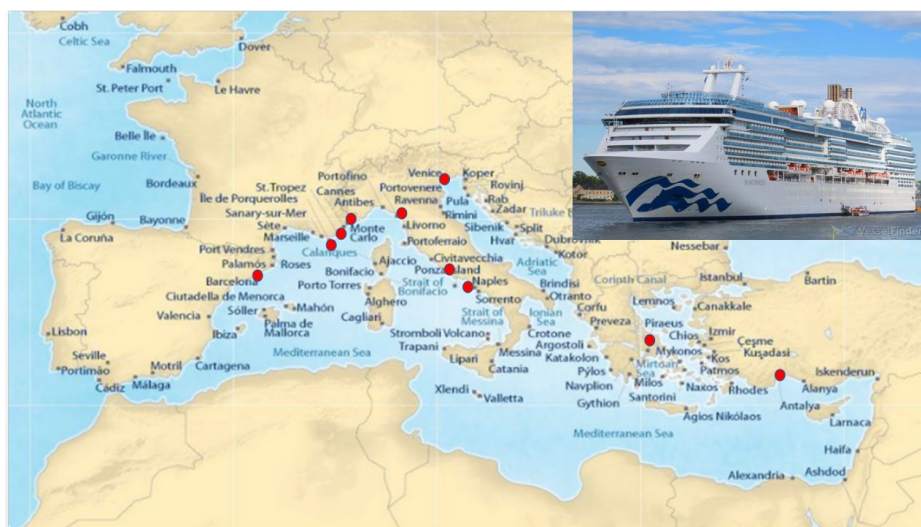 Cobh
Celtic Sea
Dover
Falmouth
St. Peter Port
Le Havre
North
Atlantic
Ocean
Belle Île
Garonne River
Bay of Biscay
Bordeaux
Gijón
Bayonne
La Coruña
Portofino
Cannes
St.Tropez
Antibes
Île de Porquerolles
Sanary-sur-Mer
Sète
Monte
Carlo
Marseille
Calanques
Port Vendres
Palamós
Roses
Barcelona
Venice
Koper
Portovenere
Rovinj
Ravenna
Pula
Rab
Rimini
Zadar
Livorno
Sibenik
Split
Portoferraio
Hvar
Dubrovnik
Kotor
Ajaccio
Civitavecchia
Adriatic
Sea
Bonifacio
Ponza Island
Porto Torres
Strait of
Bonifacio
Naples
Sorrento
Brindisi
Otranto
Corinth Canal
Nessebar
Istanbul
Bartin
Lemnos
Canakkale
Corfu
Ciutadella de Menorca
Mahón
Alghero
Cagliari
Sóller
Valencia
Ibiza
Palma de
Mallorca
Strait of
Messina
Ionian
Sea
Preveza
Piraeus
Chios
Izmir
Çeşme
Kuşadasi
Lisbon
Stromboli Volcano
Crotone
Argostoli
Katakolon
Mykonos
Kos
Patmos
Mediterranean Sea
Trapani
Messina
Lipari
Catania
Pýlos
Mirtoan
Sea
Milos
Naxos
Rhodes
Iskenderun
Alanya
Séville
Portimão
Motril
Cartagena
Cádiz
Málaga
Xlendi
Valletta
Navplion
Gythion
Santorini
Antalya
Ágios Nikólaos
Larnaca
Mediterranean Sea
Haifa
Alexandria
Ashdod
VesselFinder